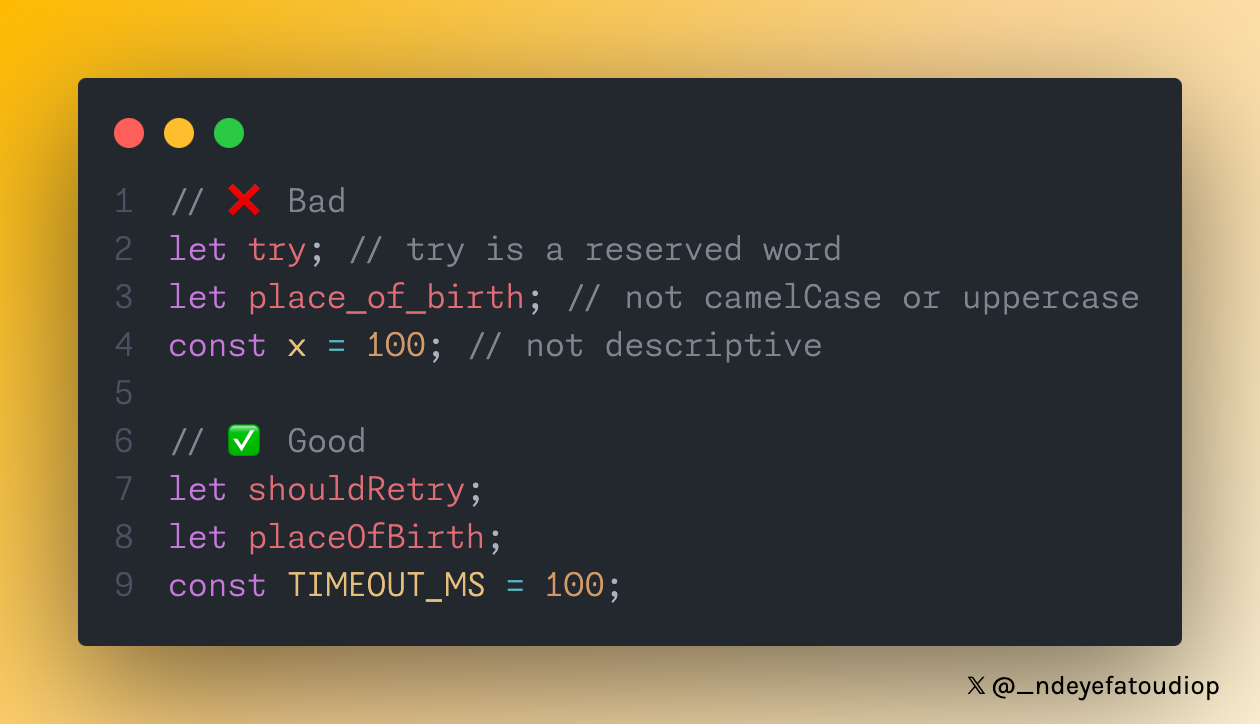 1 // ❌ Bad
2 let try; // try is a reserved word
3 let place_of_birth; // not camelCase or uppercase
4 const x = 100; // not descriptive
5
6 // ✅ Good
7 let shouldRetry;
8 let placeOfBirth;
9 const TIMEOUT_MS = 100;
𝕏 @_ndeyefatoudiop